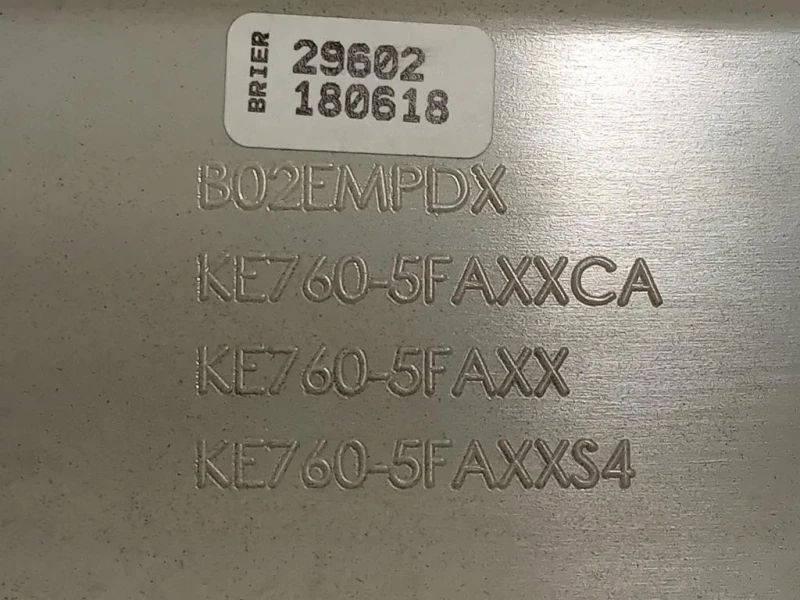 BRIER
29602
180618
B02EMPDX
KE760-5FAXXCA
KE760-5FAXX
KE760-5FAXXS4